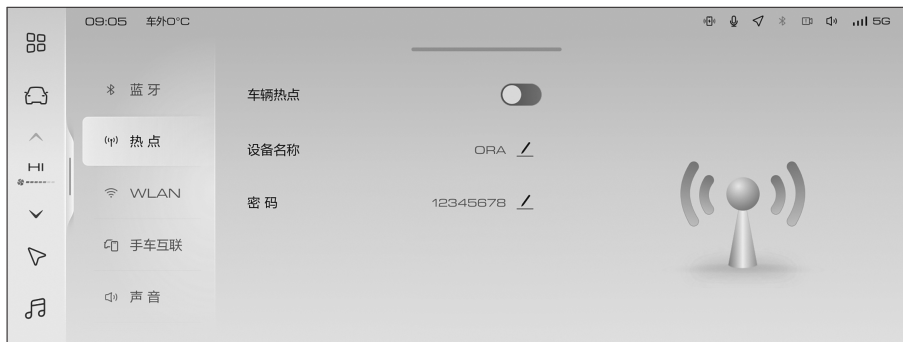 09:05 车外0°C
5G
HI
蓝牙
热点
WLAN
手车互联
声音
车辆热点
设备名称 ORA
密码 12345678